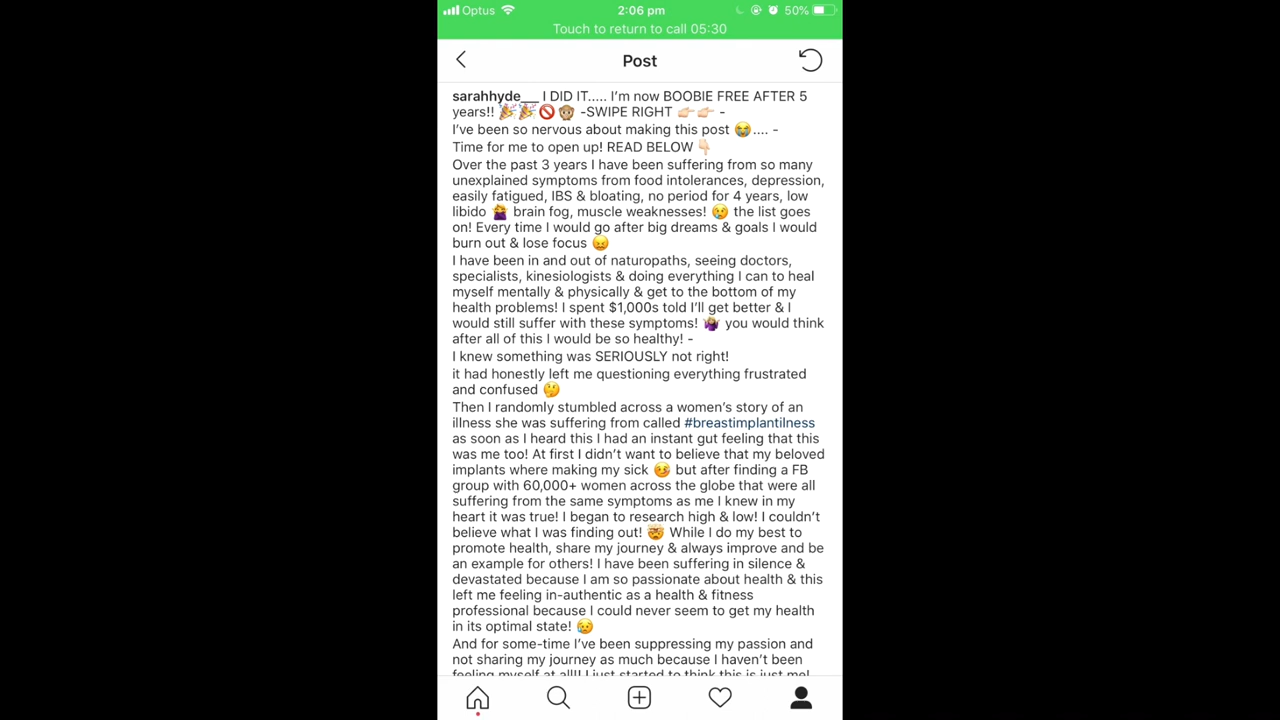 Optus 2:06 pm 50%
Touch to return to call 05:30
Post
sarahhyde__ I DID IT..... I'm now BOOBIE FREE AFTER 5
years!! 🎉🎉🚫🙊 -SWIPE RIGHT 👉🏻👉🏻 -
I've been so nervous about making this post 😭.... -
Time for me to open up! READ BELOW 👇🏻
Over the past 3 years I have been suffering from so many
unexplained symptoms from food intolerances, depression,
easily fatigued, IBS & bloating, no period for 4 years, low
libido 🤷‍♀️ brain fog, muscle weaknesses! 😢 the list goes
on! Every time I would go after big dreams & goals I would
burn out & lose focus 😖
I have been in and out of naturopaths, seeing doctors,
specialists, kinesiologists & doing everything I can to heal
myself mentally & physically & get to the bottom of my
health problems! I spent $1,000s told I'll get better & I
would still suffer with these symptoms! 🤷🏼‍♀️ you would think
after all of this I would be so healthy! -
I knew something was SERIOUSLY not right!
it had honestly left me questioning everything frustrated
and confused 🤔
Then I randomly stumbled across a women's story of an
illness she was suffering from called #breastimplantilness
as soon as I heard this I had an instant gut feeling that this
was me too! At first I didn't want to believe that my beloved
implants where making my sick 🤒 but after finding a FB
group with 60,000+ women across the globe that were all
suffering from the same symptoms as me I knew in my
heart it was true! I began to research high & low! I couldn't
believe what I was finding out! 🤯 While I do my best to
promote health, share my journey & always improve and be
an example for others! I have been suffering in silence &
devastated because I am so passionate about health & this
left me feeling in-authentic as a health & fitness
professional because I could never seem to get my health
in its optimal state! 😥
And for some-time I've been suppressing my passion and
not sharing my journey as much because I haven't been
feeling myself at all!! I just started to think this is just me!